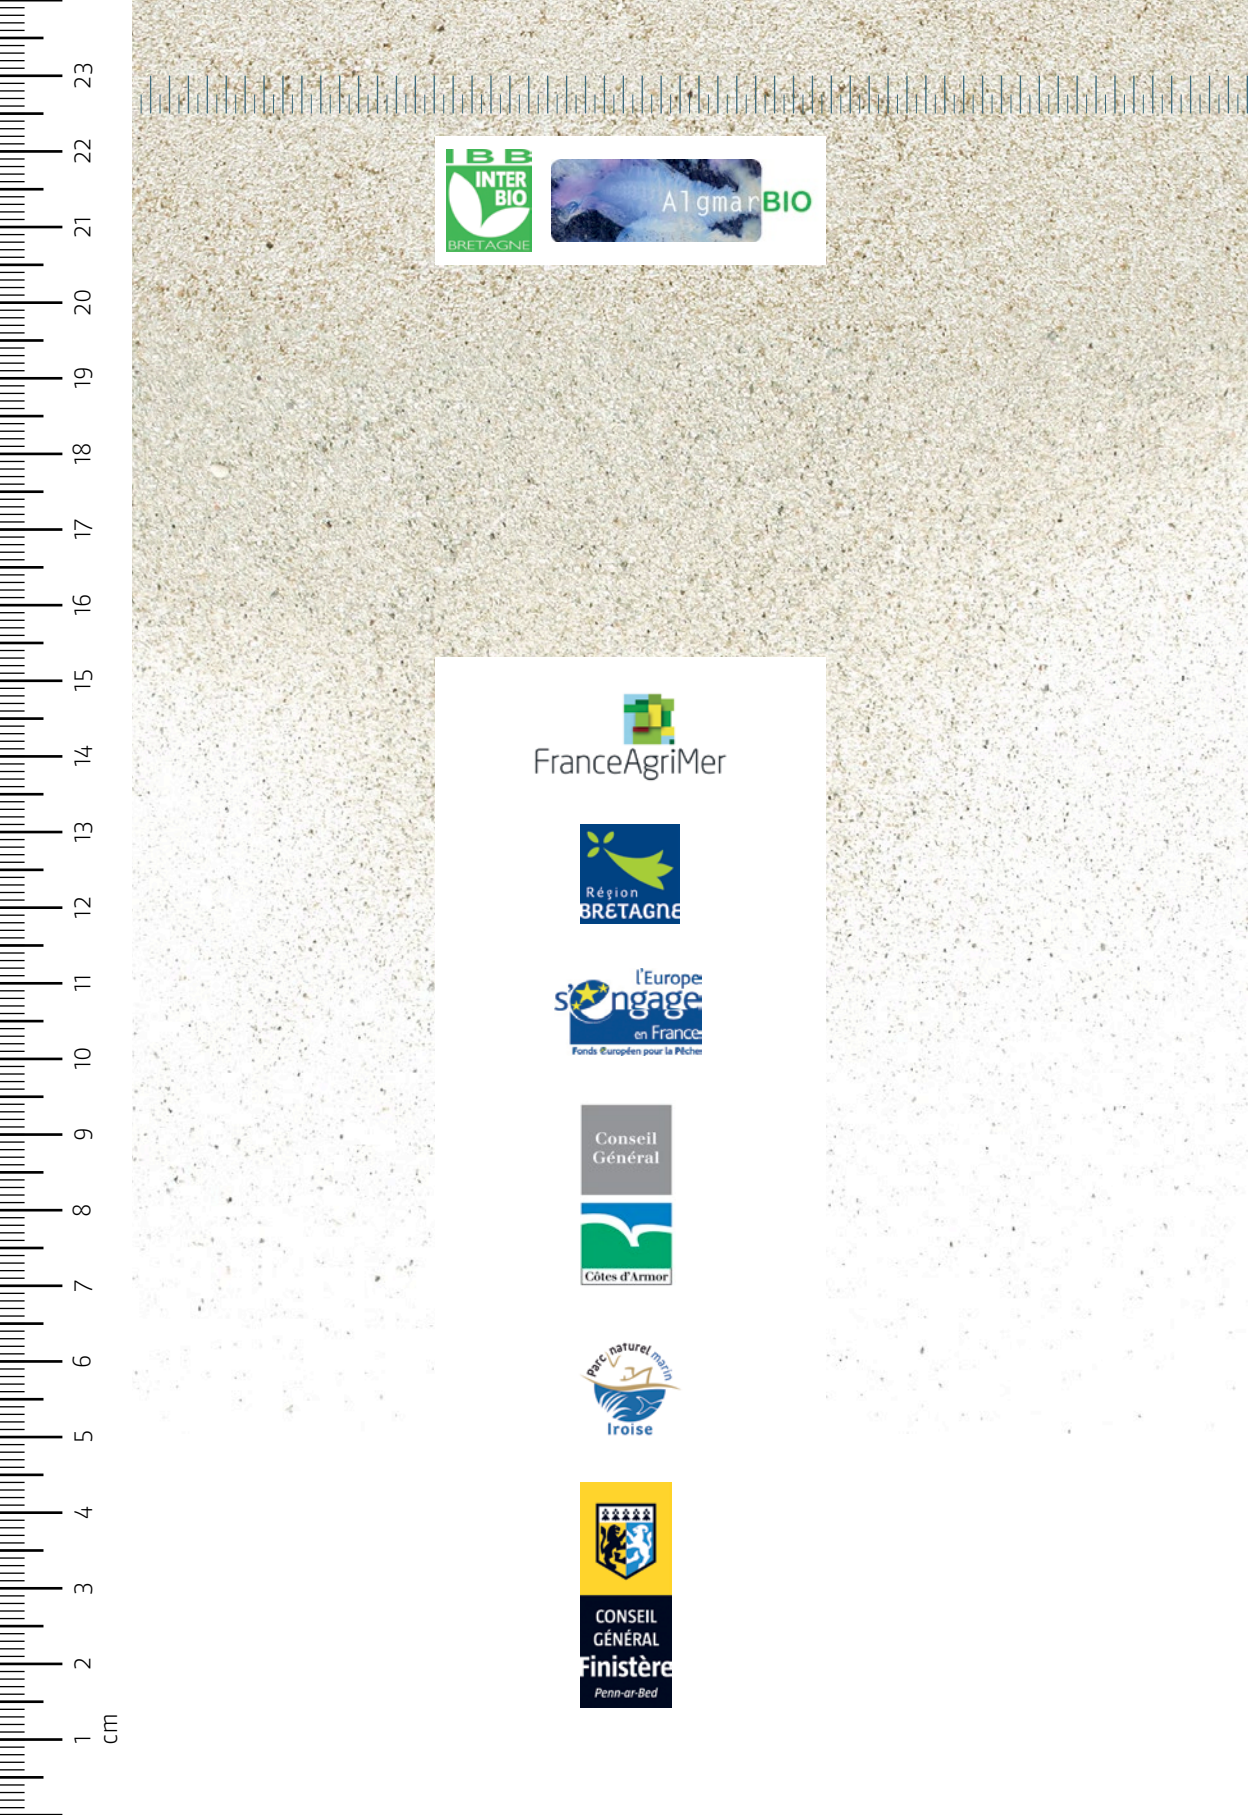 23
22
21
20
19
18
17
16
15
14
13
12
11
10
9
8
7
6
5
4
3
2
1
cm
IBB
INTER
BIO
BRETAGNE
AlgmarBIO
FranceAgriMer
Région
BRETAGNE
l'Europe
s'engage
en France
Fonds Européen pour la Pêche
Conseil
Général
Côtes d'Armor
Parc naturel marin
Iroise
CONSEIL
GÉNÉRAL
Finistère
Penn-ar-Bed